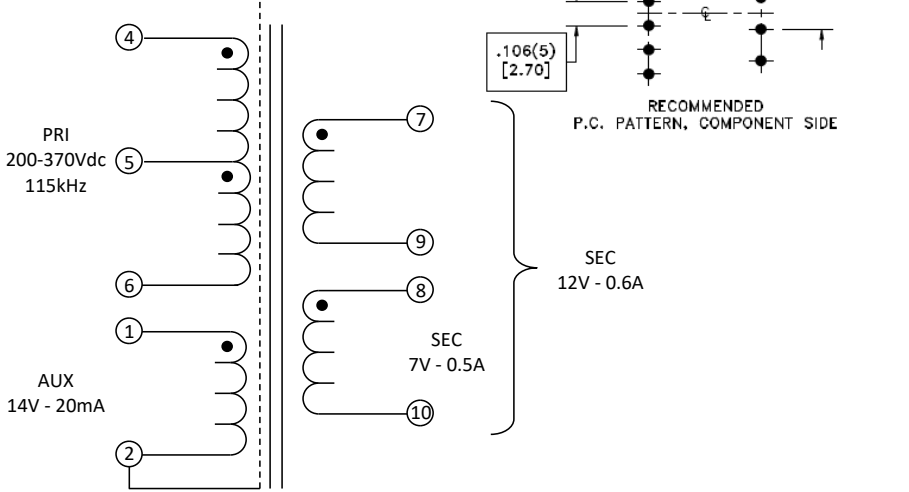 4
PRI
200-370Vdc
115kHz
5
6
1
AUX
14V - 20mA
2
7
9
8
SEC
7V - 0.5A
10
SEC
12V - 0.6A
℄
.106(5)
[2.70]
RECOMMENDED
P.C. PATTERN, COMPONENT SIDE